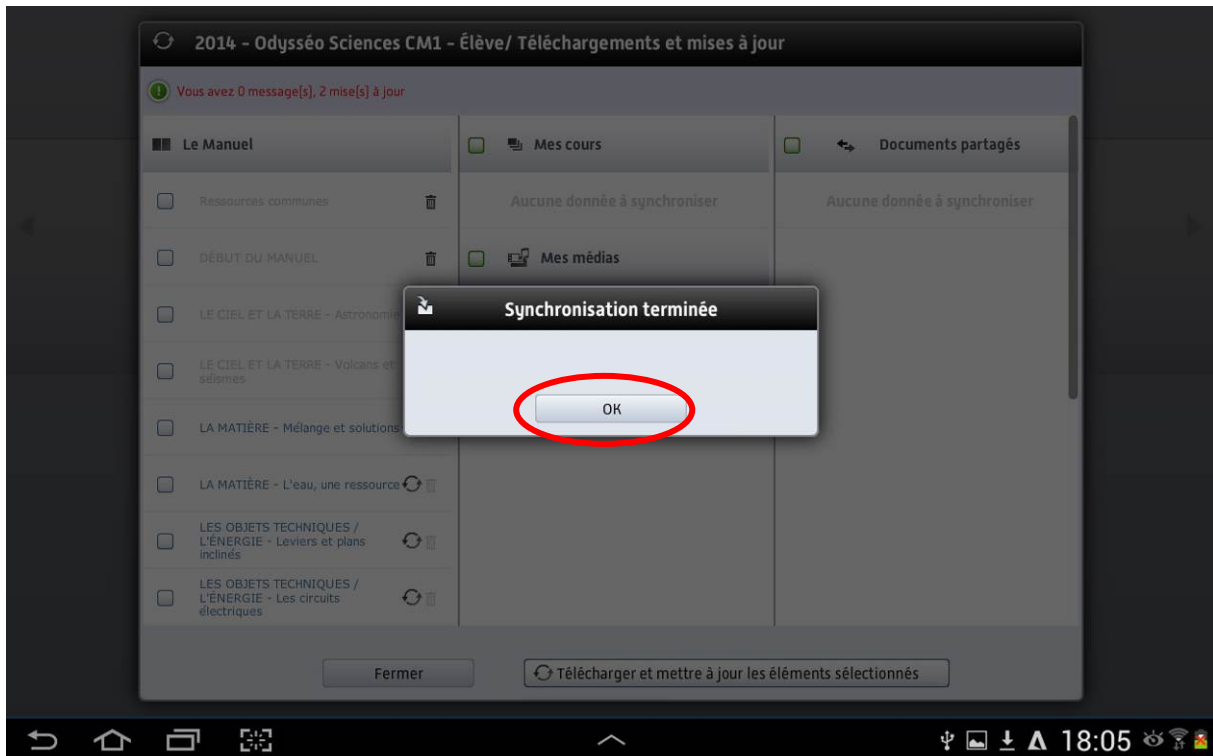 2014 - Odysséo Sciences CM1 - Élève/ Téléchargements et mises à jour
Vous avez 0 message[s], 2 mise[s] à jour
Le Manuel
Mes cours
Documents partagés
Ressources communes
Aucune donnée à synchroniser
Aucune donnée à synchroniser
DÉBUT DU MANUEL
Mes médias
LE CIEL ET LA TERRE - Astronomie
Synchronisation terminée
LE CIEL ET LA TERRE - Volcans et
séismes
OK
LA MATIÈRE - Mélange et solutions
LA MATIÈRE - L'eau, une ressource
LES OBJETS TECHNIQUES /
L'ÉNERGIE - Leviers et plans
inclinés
LES OBJETS TECHNIQUES /
L'ÉNERGIE - Les circuits
électriques
Fermer
Télécharger et mettre à jour les éléments sélectionnés
18:05